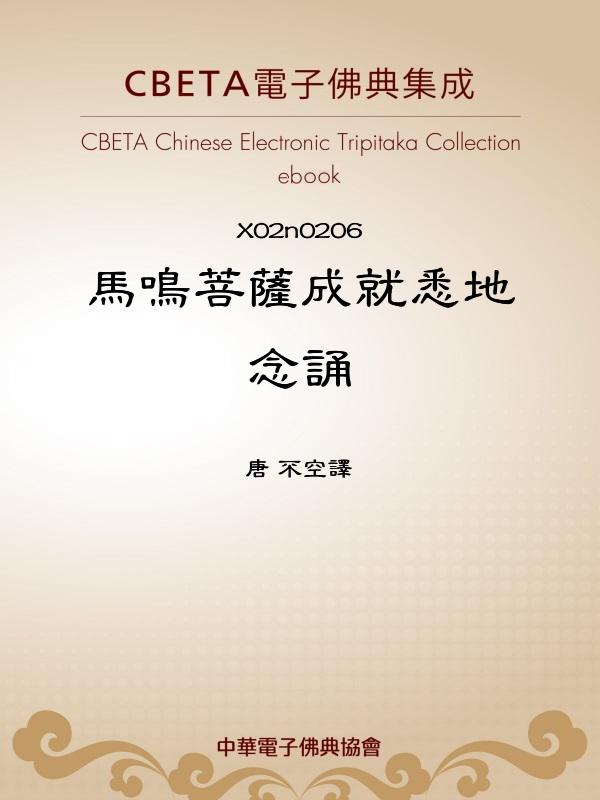 CBETA電子佛典集成
CBETA Chinese Electronic Tripitaka Collection
ebook
X02n0206
馬鳴菩薩成就悉地
念誦
唐 不空譯
中華電子佛典協會